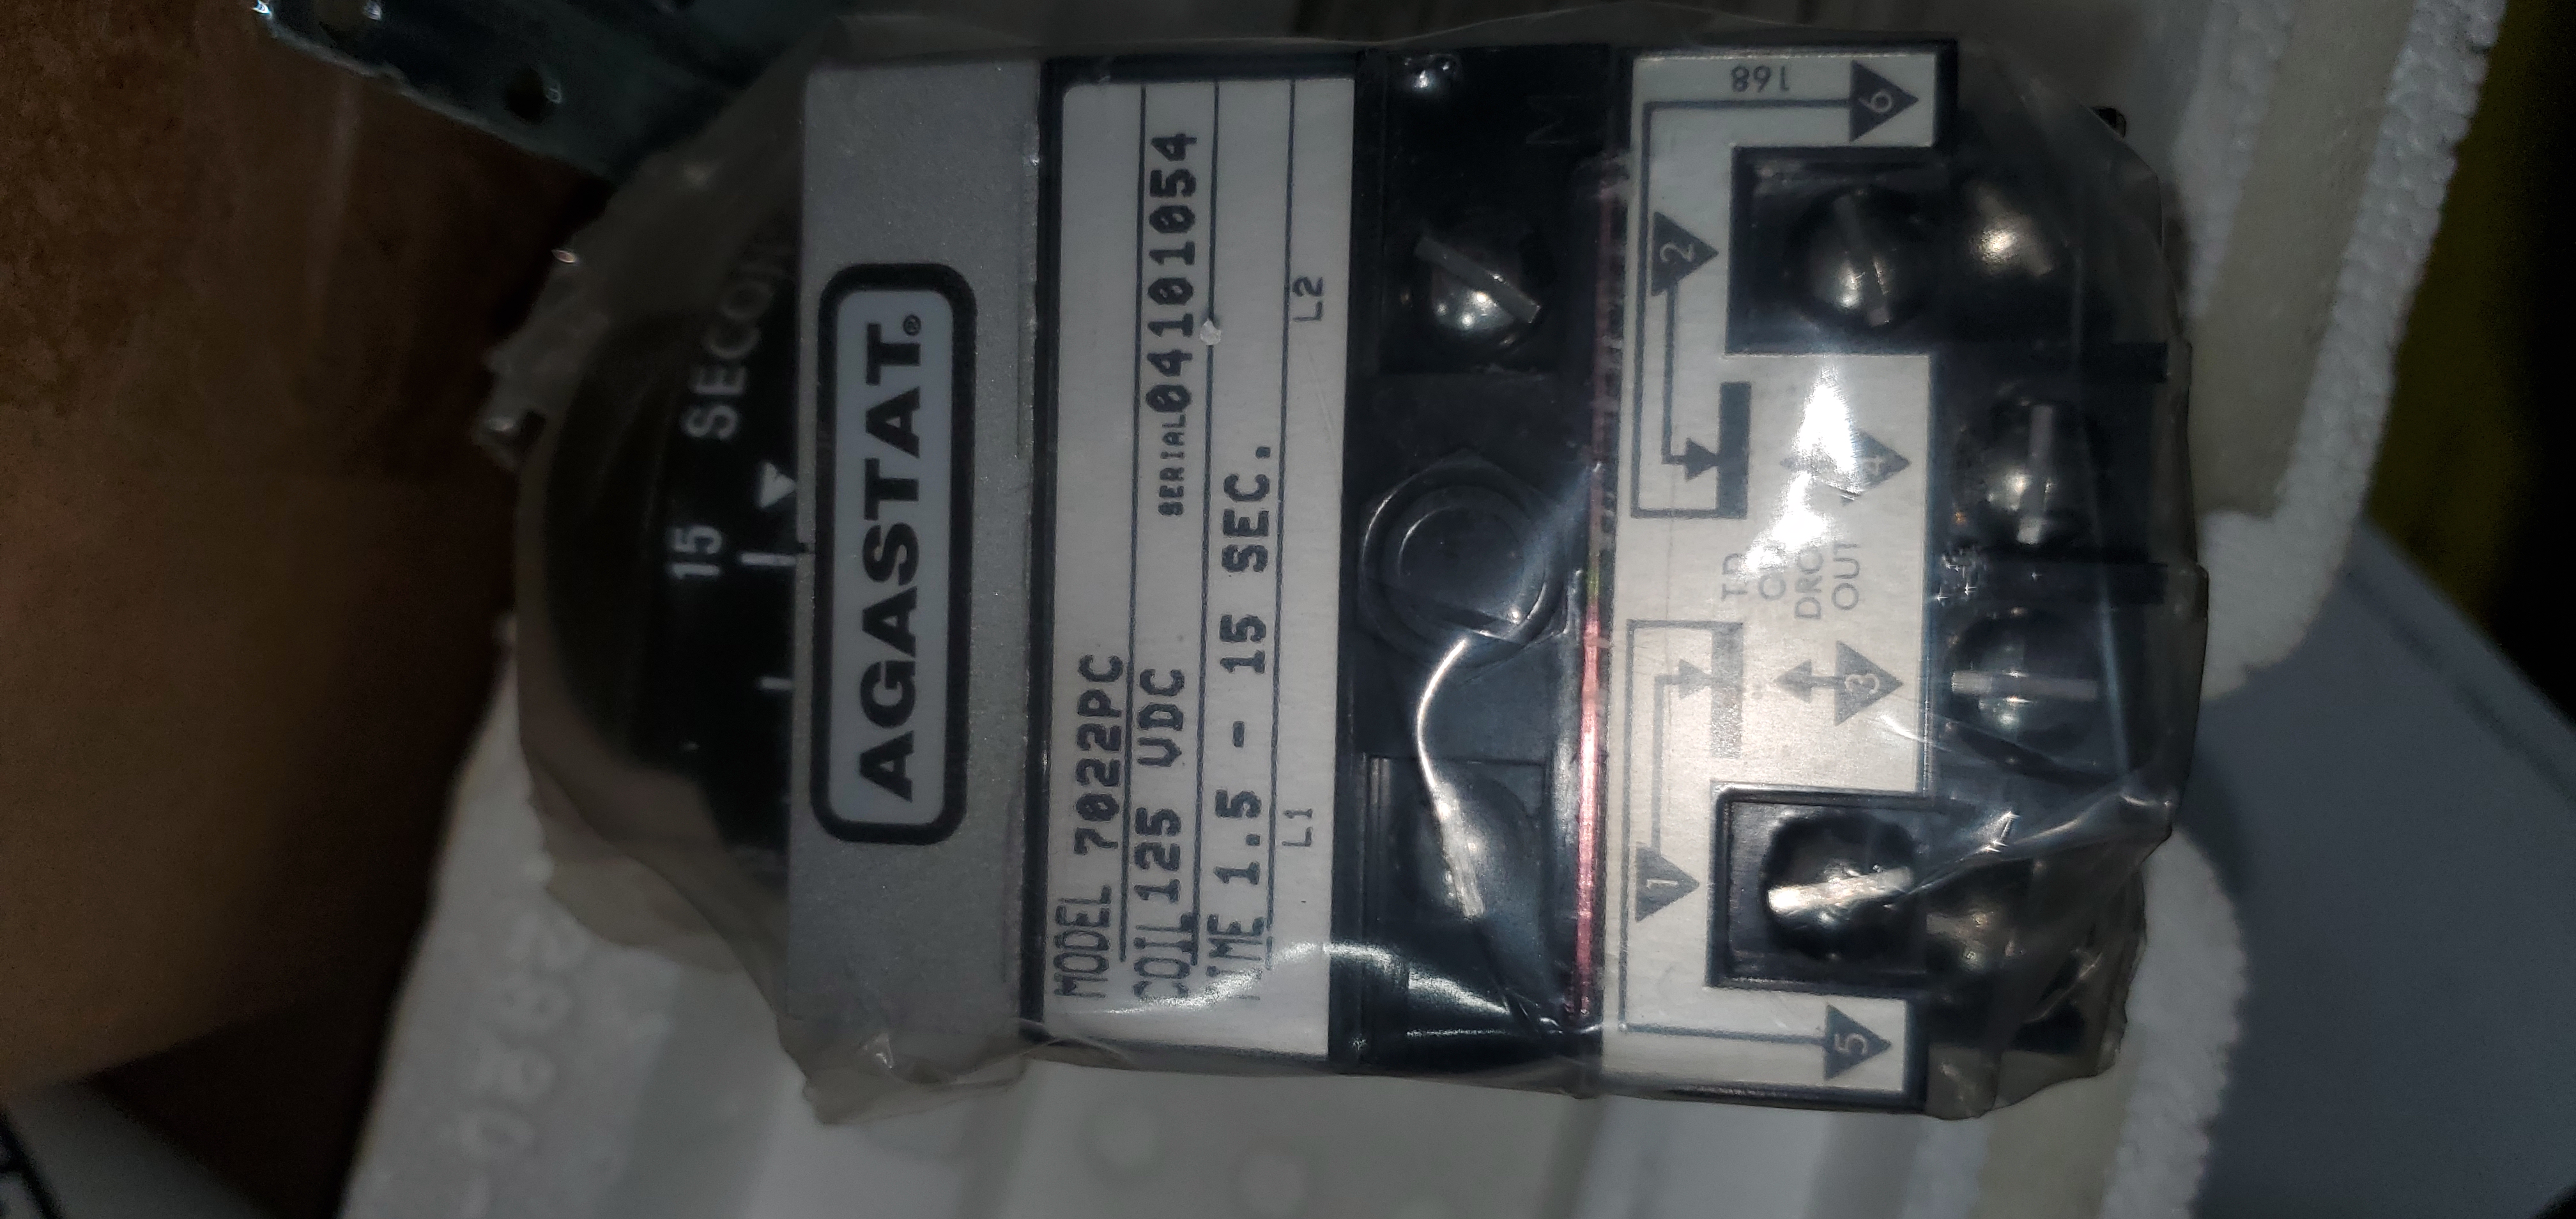 15 SECON
AGASTAT®
MODEL 7022PC
COIL 125 VDC SERIAL 04101054
TIME 1.5 - 15 SEC.
L1 L2
168
1 2
5 3 4 6
OUT